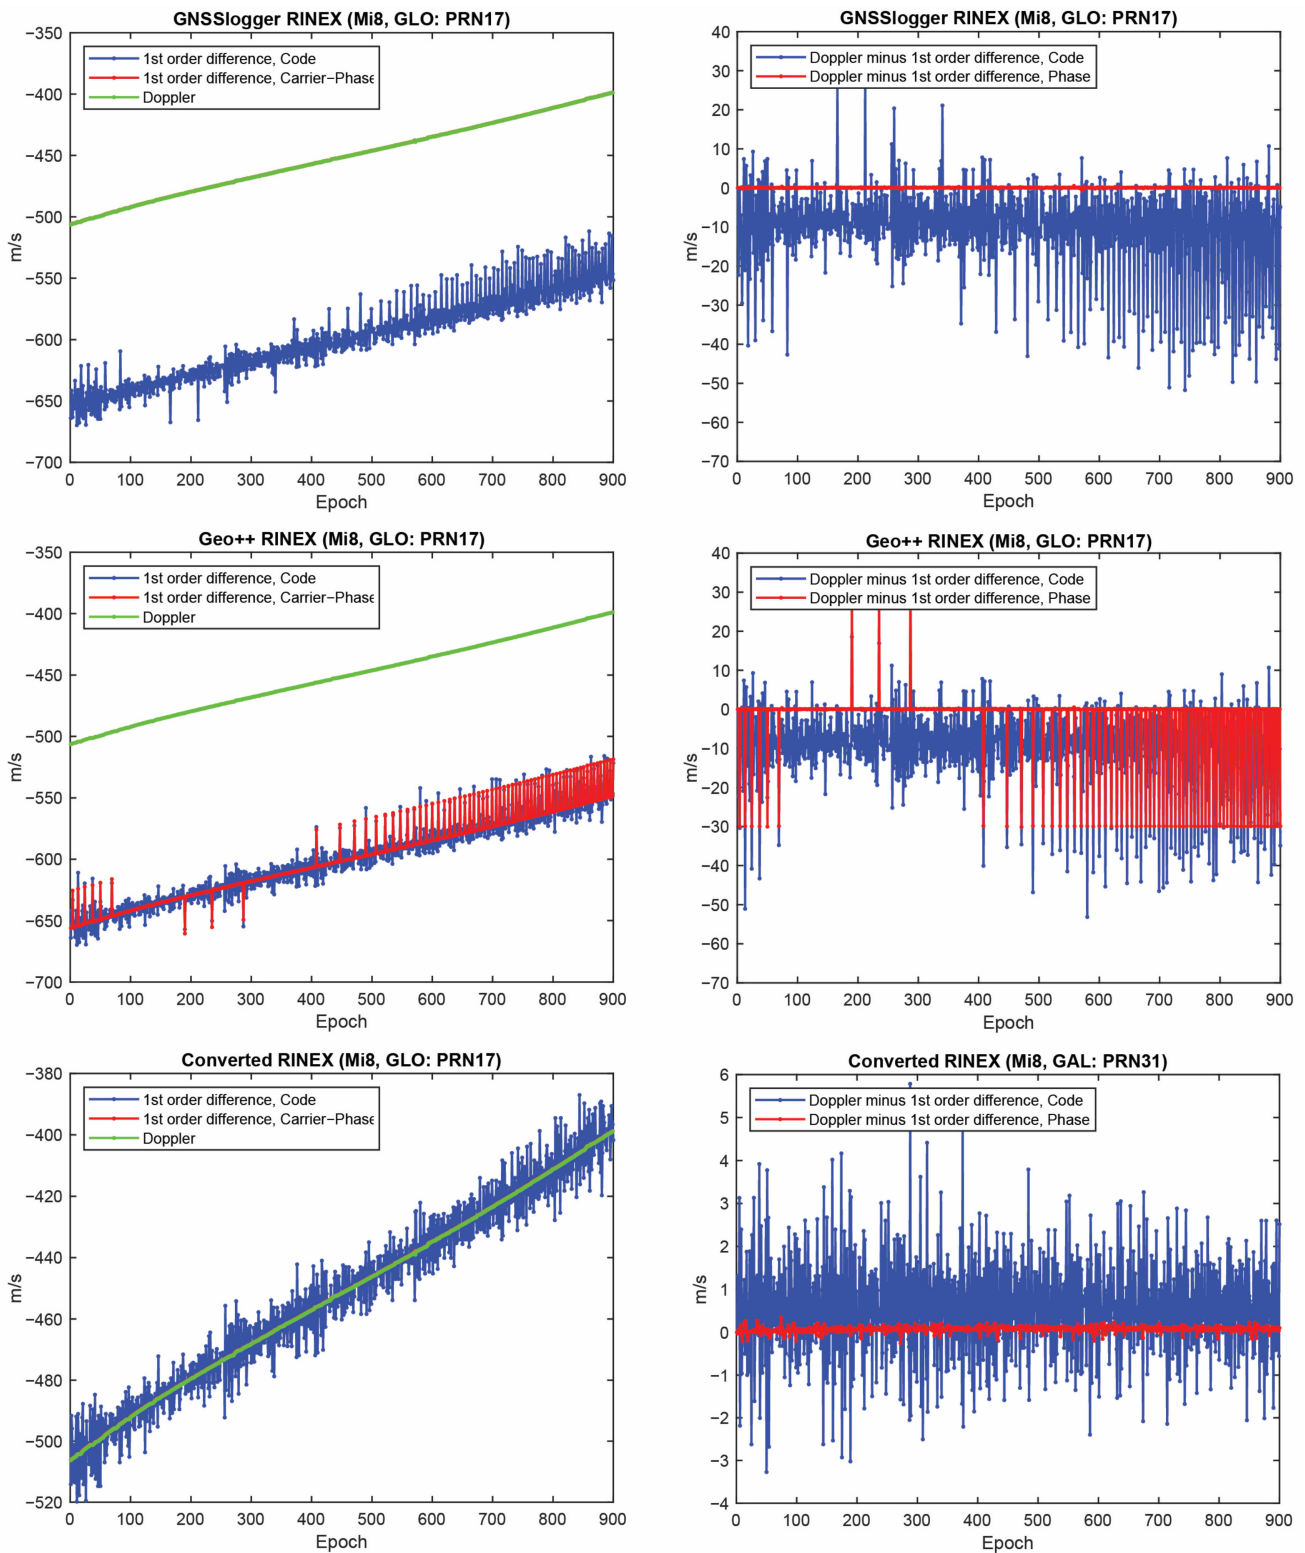 GNSSlogger RINEX (Mi8, GLO: PRN17)
−350
−400
−450
−500
−550
−600
−650
−700
m/s
1st order difference, Code
1st order difference, Carrier−Phase
Doppler
0 100 200 300 400 500 600 700 800 900
Epoch
GNSSlogger RINEX (Mi8, GLO: PRN17)
40
30
20
10
0
−10
−20
−30
−40
−50
−60
−70
m/s
Doppler minus 1st order difference, Code
Doppler minus 1st order difference, Phase
0 100 200 300 400 500 600 700 800 900
Epoch
Geo++ RINEX (Mi8, GLO: PRN17)
−350
−400
−450
−500
−550
−600
−650
−700
m/s
1st order difference, Code
1st order difference, Carrier−Phase
Doppler
0 100 200 300 400 500 600 700 800 900
Epoch
Geo++ RINEX (Mi8, GLO: PRN17)
40
30
20
10
0
−10
−20
−30
−40
−50
−60
−70
m/s
Doppler minus 1st order difference, Code
Doppler minus 1st order difference, Phase
0 100 200 300 400 500 600 700 800 900
Epoch
Converted RINEX (Mi8, GLO: PRN17)
−380
−400
−420
−440
−460
−480
−500
−520
m/s
1st order difference, Code
1st order difference, Carrier−Phase
Doppler
0 100 200 300 400 500 600 700 800 900
Epoch
Converted RINEX (Mi8, GAL: PRN31)
6
5
4
3
2
1
0
−1
−2
−3
−4
m/s
Doppler minus 1st order difference, Code
Doppler minus 1st order difference, Phase
0 100 200 300 400 500 600 700 800 900
Epoch